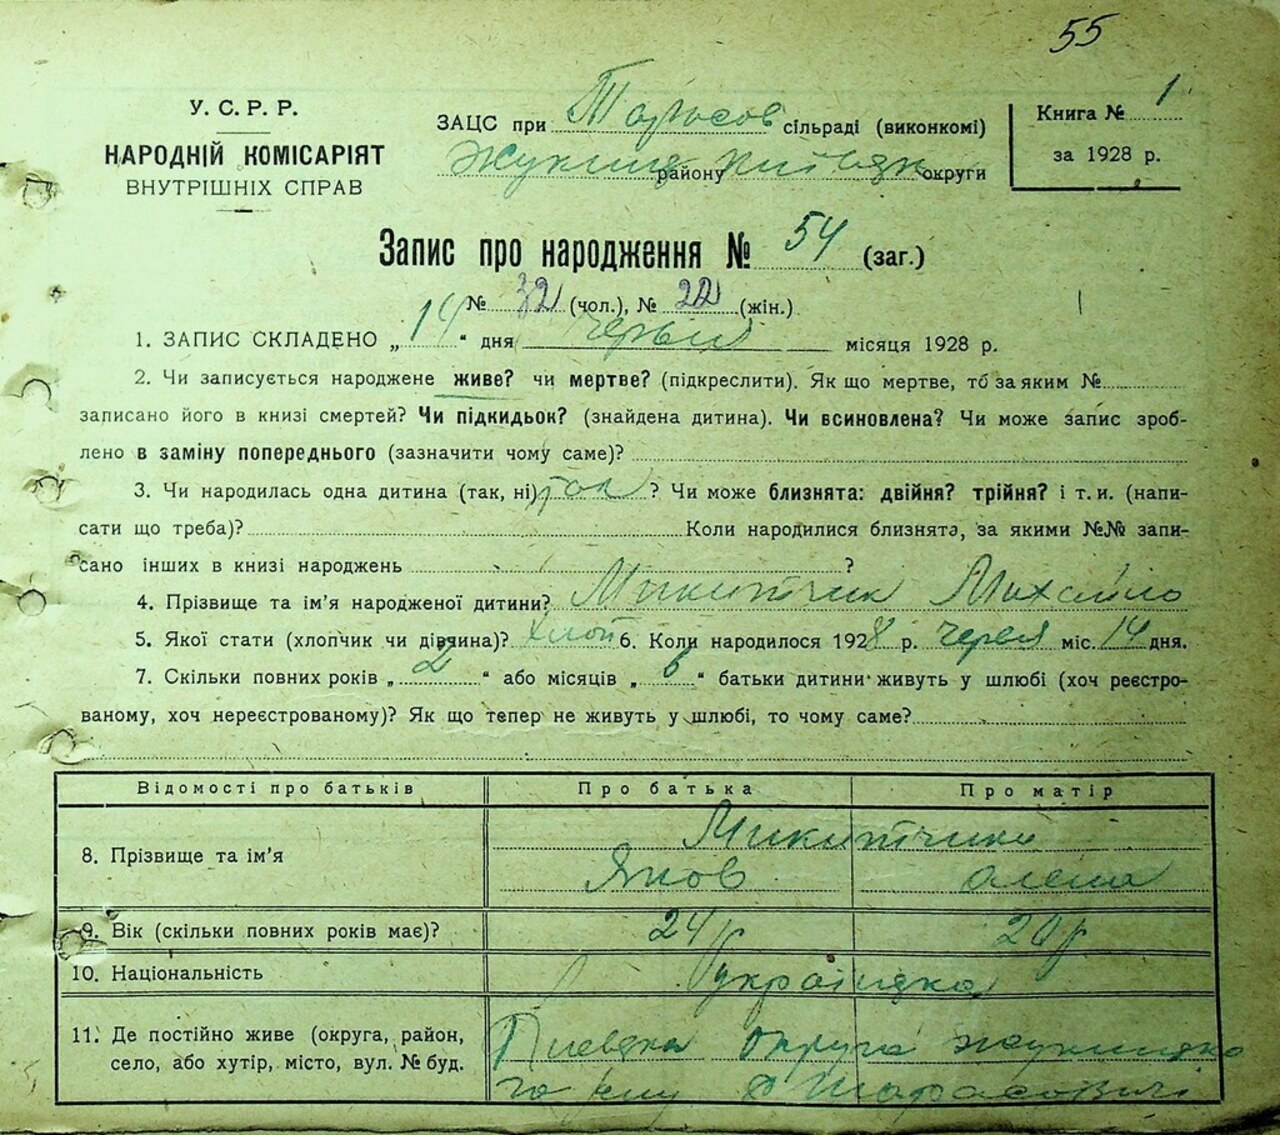 55
У. С. Р. Р.
НАРОДНІЙ КОМІСАРІЯТ
ВНУТРІШНІХ СПРАВ
ЗАЦС при Тарасов сільраді (виконкомі)
району округи
Книга № 1
за 1928 р.
Запис про народження № 54 (заг.)
№ 32 (чол.), № 22 (жін.)
1. ЗАПИС СКЛАДЕНО „14“ дня червня місяця 1928 р.
2. Чи записується народжене живе? чи мертве? (підкреслити). Як що мертве, то за яким №
записано його в книзі смертей? Чи підкидьок? (знайдена дитина). Чи всиновлена? Чи може запис зроб-
лено в заміну попереднього (зазначити чому саме)?
3. Чи народилась одна дитина (так, ні) так ? Чи може близнята: двійня? трійня? і т. и. (напи-
сати що треба)? Коли народилися близнята, за якими №№ запи-
сано інших в книзі народжень ?
4. Прізвище та ім’я народженої дитини? Микитчик Михайло
5. Якої стати (хлопчик чи дівчина)? хлоп 6. Коли народилося 1928 р. червня міс. 14 дня.
7. Скільки повних років „2“ або місяців „6“ батьки дитини живуть у шлюбі (хоч реєстро-
ваному, хоч нереєстрованому)? Як що тепер не живуть у шлюбі, то чому саме?
Відомості про батьків Про батька Про матір
8. Прізвище та ім’я Микитчики
Яков Олена
9. Вік (скільки повних років має)? 24 р 20 р
10. Національність
11. Де постійно живе (округа, район,
село, або хутір, місто, вул. № буд.
округа
Тарасовичі